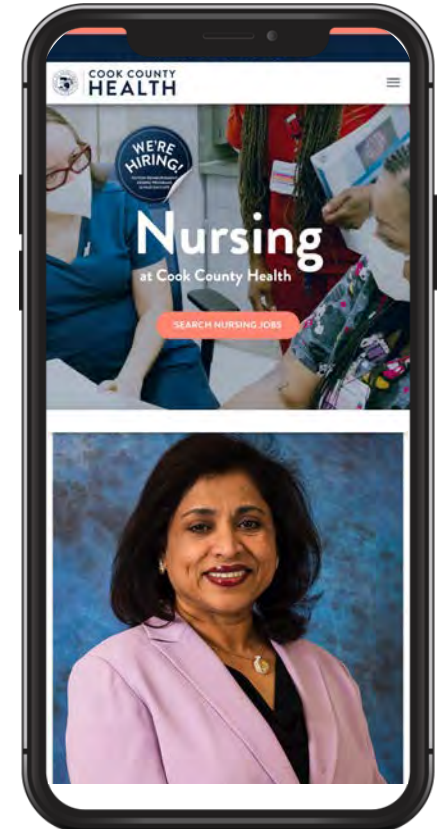 COOK COUNTY
HEALTH
WE'RE
HIRING!
Nursing
at Cook County Health
SEARCH NURSING JOBS